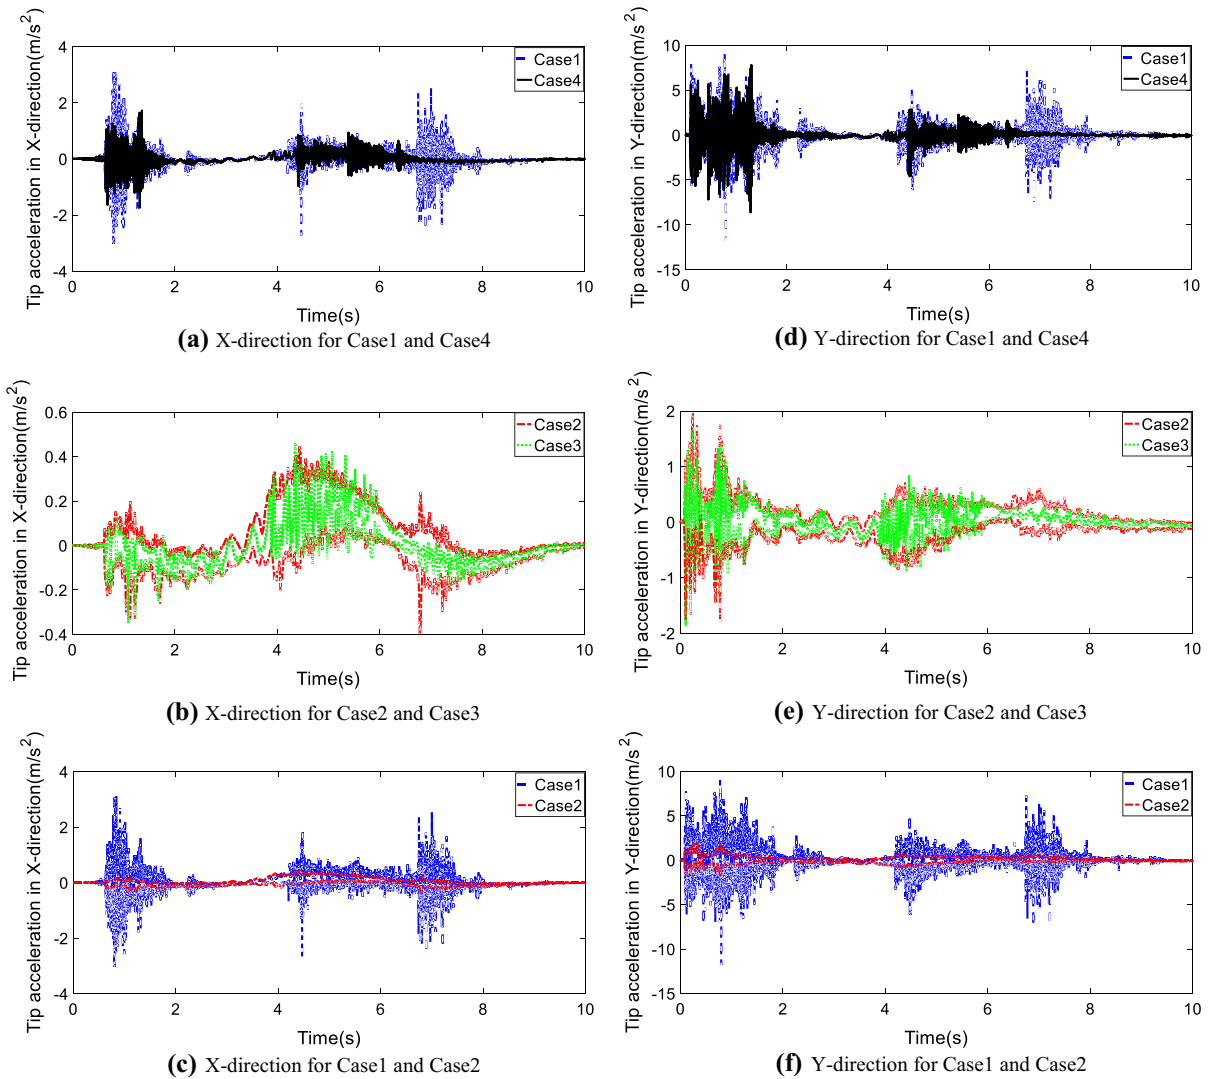 Tip acceleration in X-direction(m/s²)
4
2
0
-2
-4
0 2 4 6 8 10
Case1
Case4
Time(s)
(a) X-direction for Case1 and Case4
Tip acceleration in Y-direction(m/s²)
10
5
0
-5
-10
-15
0 2 4 6 8 10
Case1
Case4
Time(s)
(d) Y-direction for Case1 and Case4
Tip acceleration in X-direction(m/s²)
0.6
0.4
0.2
0
-0.2
-0.4
0 2 4 6 8 10
Case2
Case3
Time(s)
(b) X-direction for Case2 and Case3
Tip acceleration in Y-direction(m/s²)
2
1
0
-1
-2
0 2 4 6 8 10
Case2
Case3
Time(s)
(e) Y-direction for Case2 and Case3
Tip acceleration in X-direction(m/s²)
4
2
0
-2
-4
0 2 4 6 8 10
Case1
Case2
Time(s)
(c) X-direction for Case1 and Case2
Tip acceleration in Y-direction(m/s²)
10
5
0
-5
-10
-15
0 2 4 6 8 10
Case1
Case2
Time(s)
(f) Y-direction for Case1 and Case2